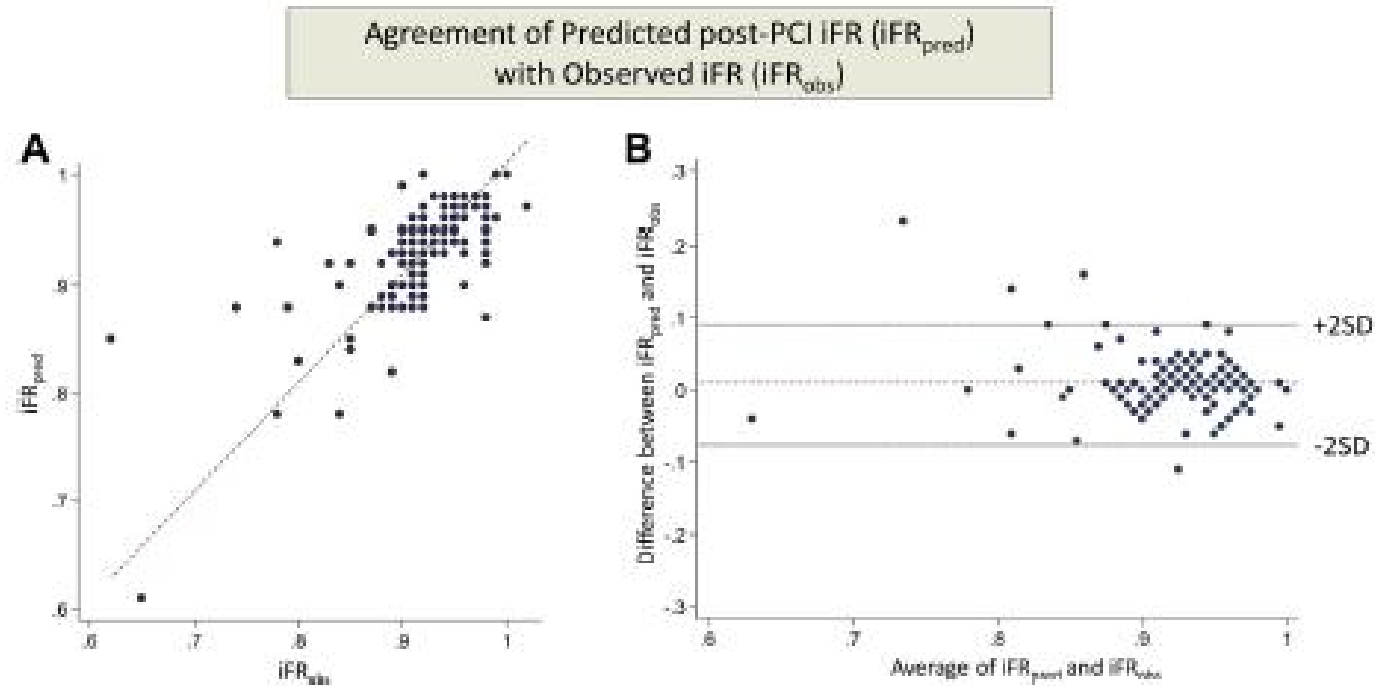 Agreement of Predicted post-PCI iFR (iFRpred)
with Observed iFR (iFRobs)
A
1
.9
.8
.7
.6
iFRpred
.6
.7
.8
.9
1
iFRobs
B
.3
.2
.1
0
-.1
-.2
-.3
Difference between iFRpred and iFRobs
+2SD
-2SD
.6
.7
.8
.9
1
Average of iFRpred and iFRobs